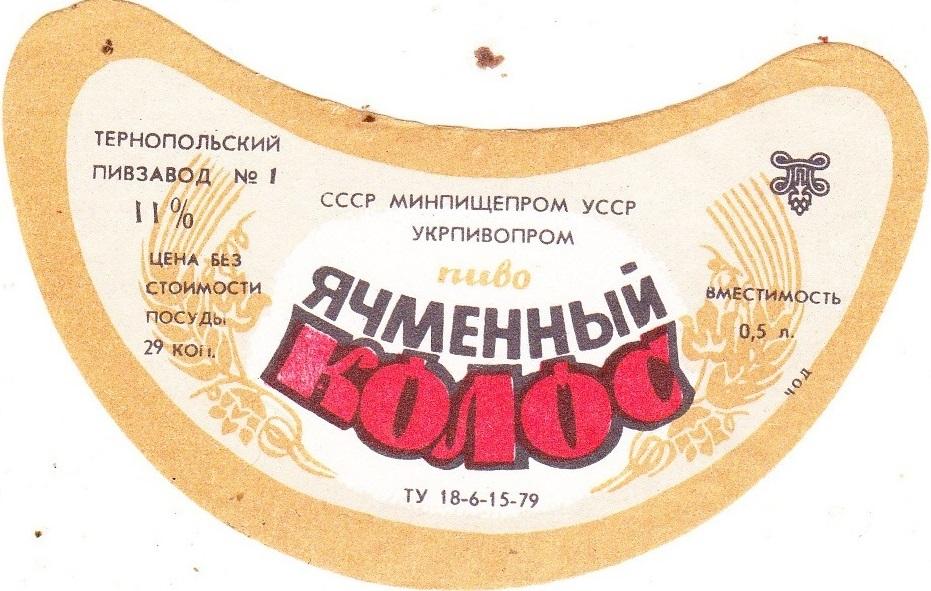 ТЕРНОПОЛЬСКИЙ
ПИВЗАВОД № 1
11%
ЦЕНА БЕЗ
СТОИМОСТИ
ПОСУДЫ
29 КОП.
СССР МИНПИЩЕПРОМ УССР
УКРПИВОПРОМ
пиво
ЯЧМЕННЫЙ
КОЛОС
ТУ 18-6-15-79
ВМЕСТИМОСТЬ
0,5 л.
ЧОД